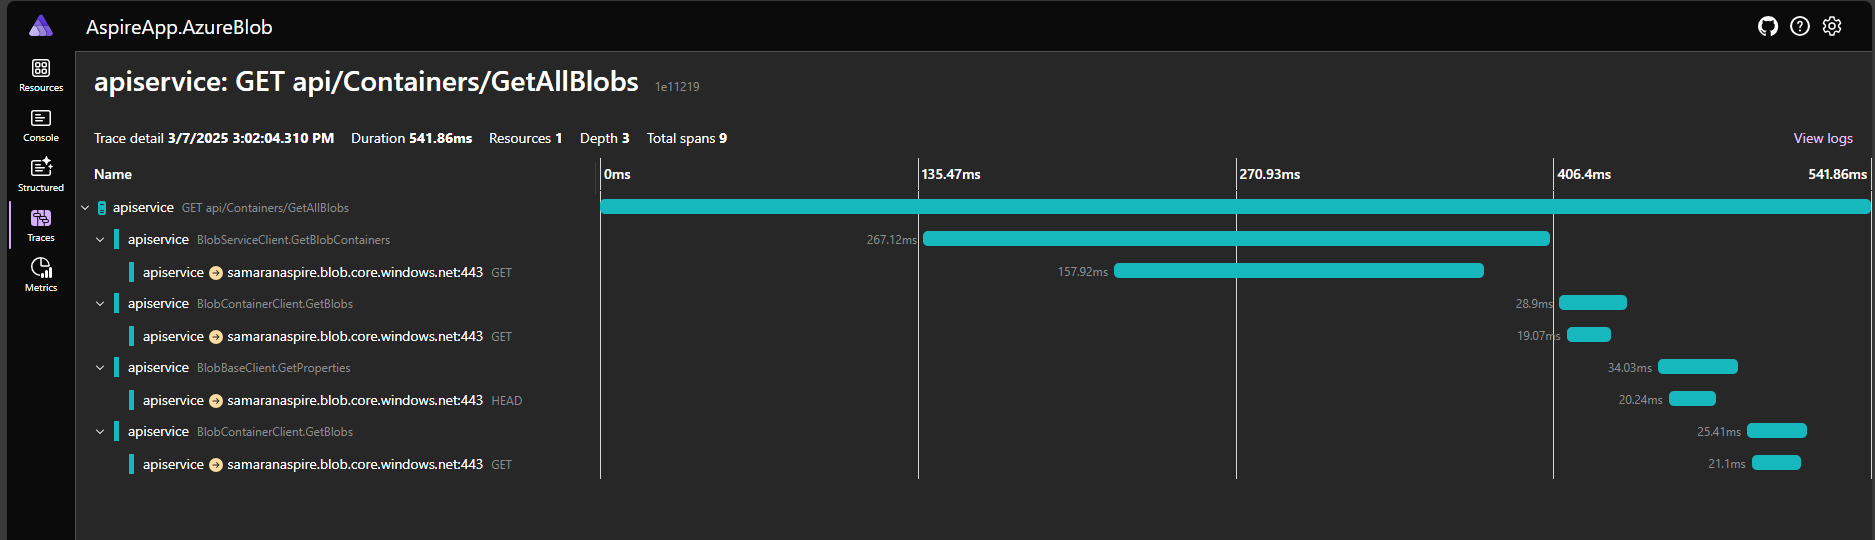 AspireApp.AzureBlob
Resources
Console
Structured
Traces
Metrics
apiservice: GET api/Containers/GetAllBlobs 1e11219
Trace detail 3/7/2025 3:02:04.310 PM Duration 541.86ms Resources 1 Depth 3 Total spans 9 View logs
Name 0ms 135.47ms 270.93ms 406.4ms 541.86ms
apiservice GET api/Containers/GetAllBlobs
apiservice BlobServiceClient.GetBlobContainers 267.12ms
apiservice samaranaspire.blob.core.windows.net:443 GET 157.92ms
apiservice BlobContainerClient.GetBlobs 28.9ms
apiservice samaranaspire.blob.core.windows.net:443 GET 19.07ms
apiservice BlobBaseClient.GetProperties 34.03ms
apiservice samaranaspire.blob.core.windows.net:443 HEAD 20.24ms
apiservice BlobContainerClient.GetBlobs 25.41ms
apiservice samaranaspire.blob.core.windows.net:443 GET 21.1ms